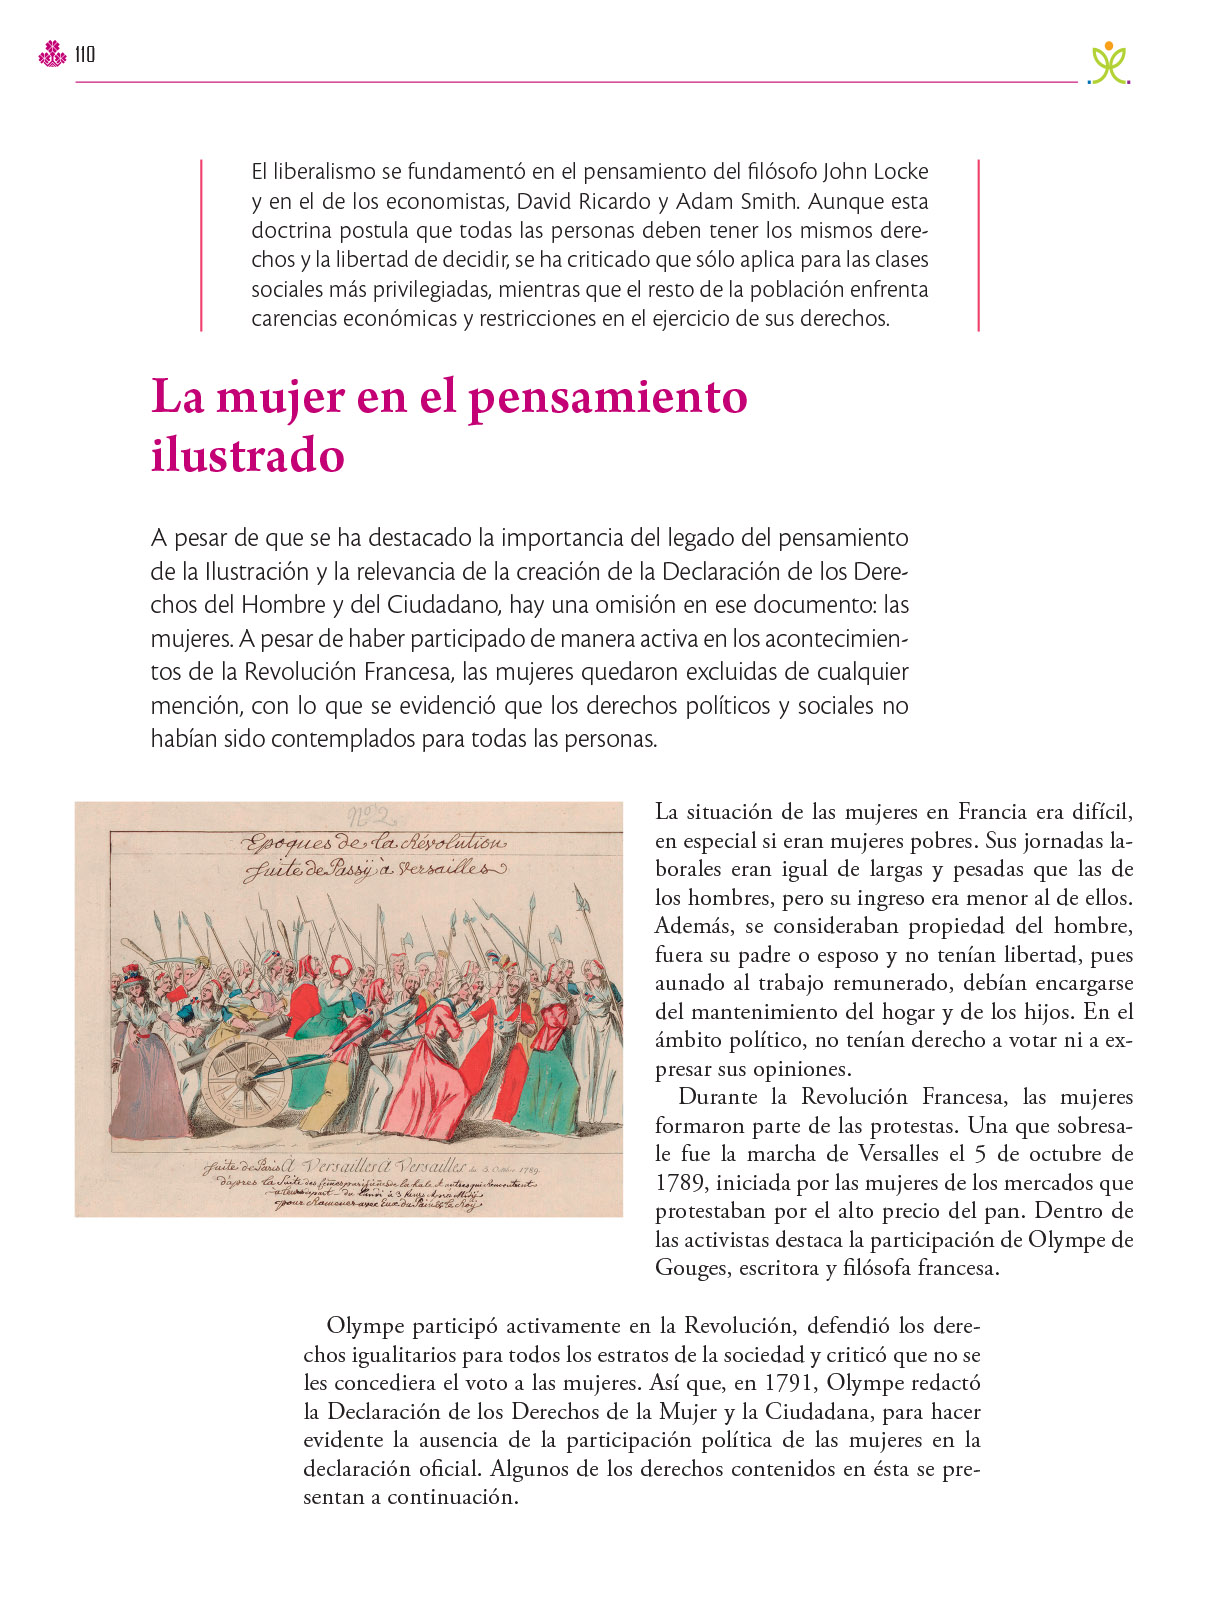 110
El liberalismo se fundamentó en el pensamiento del filósofo John Locke
y en el de los economistas, David Ricardo y Adam Smith. Aunque esta
doctrina postula que todas las personas deben tener los mismos dere-
chos y la libertad de decidir, se ha criticado que sólo aplica para las clases
sociales más privilegiadas, mientras que el resto de la población enfrenta
carencias económicas y restricciones en el ejercicio de sus derechos.
La mujer en el pensamiento
ilustrado
A pesar de que se ha destacado la importancia del legado del pensamiento
de la Ilustración y la relevancia de la creación de la Declaración de los Dere-
chos del Hombre y del Ciudadano, hay una omisión en ese documento: las
mujeres. A pesar de haber participado de manera activa en los acontecimien-
tos de la Revolución Francesa, las mujeres quedaron excluidas de cualquier
mención, con lo que se evidenció que los derechos políticos y sociales no
habían sido contemplados para todas las personas.
Nº 2
Epoques de la Révolution
suite de Passÿ à Versailles
suite de Paris À Versailles À Versailles du 5 Octobre 1789.
La situación de las mujeres en Francia era difícil,
en especial si eran mujeres pobres. Sus jornadas la-
borales eran igual de largas y pesadas que las de
los hombres, pero su ingreso era menor al de ellos.
Además, se consideraban propiedad del hombre,
fuera su padre o esposo y no tenían libertad, pues
aunado al trabajo remunerado, debían encargarse
del mantenimiento del hogar y de los hijos. En el
ámbito político, no tenían derecho a votar ni a ex-
presar sus opiniones.
Durante la Revolución Francesa, las mujeres
formaron parte de las protestas. Una que sobresa-
le fue la marcha de Versalles el 5 de octubre de
1789, iniciada por las mujeres de los mercados que
protestaban por el alto precio del pan. Dentro de
las activistas destaca la participación de Olympe de
Gouges, escritora y filósofa francesa.
Olympe participó activamente en la Revolución, defendió los dere-
chos igualitarios para todos los estratos de la sociedad y criticó que no se
les concediera el voto a las mujeres. Así que, en 1791, Olympe redactó
la Declaración de los Derechos de la Mujer y la Ciudadana, para hacer
evidente la ausencia de la participación política de las mujeres en la
declaración oficial. Algunos de los derechos contenidos en ésta se pre-
sentan a continuación.